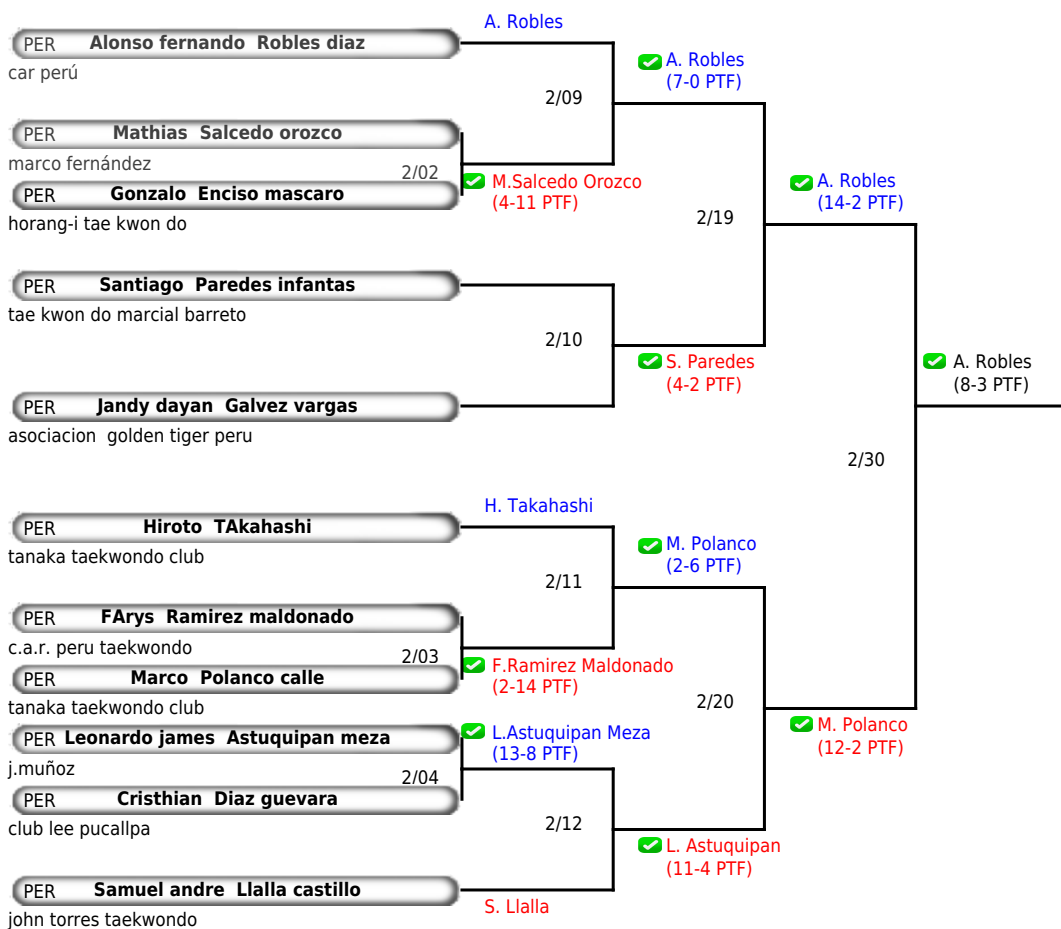 A. Robles
PER Alonso fernando Robles diaz
car perú
A. Robles
(7-0 PTF)
2/09
PER Mathias Salcedo orozco
marco fernández
2/02
M.Salcedo Orozco
(4-11 PTF)
PER Gonzalo Enciso mascaro
horang-i tae kwon do
A. Robles
(14-2 PTF)
2/19
PER Santiago Paredes infantas
tae kwon do marcial barreto
2/10
S. Paredes
(4-2 PTF)
A. Robles
(8-3 PTF)
PER Jandy dayan Galvez vargas
asociacion golden tiger peru
2/30
H. Takahashi
PER Hiroto TAkahashi
tanaka taekwondo club
M. Polanco
(2-6 PTF)
2/11
PER FArys Ramirez maldonado
c.a.r. peru taekwondo
2/03
F.Ramirez Maldonado
(2-14 PTF)
PER Marco Polanco calle
tanaka taekwondo club
2/20
M. Polanco
(12-2 PTF)
PER Leonardo james Astuquipan meza
L.Astuquipan Meza
(13-8 PTF)
j.muñoz
2/04
PER Cristhian Diaz guevara
club lee pucallpa
2/12
L. Astuquipan
(11-4 PTF)
PER Samuel andre Llalla castillo
S. Llalla
john torres taekwondo